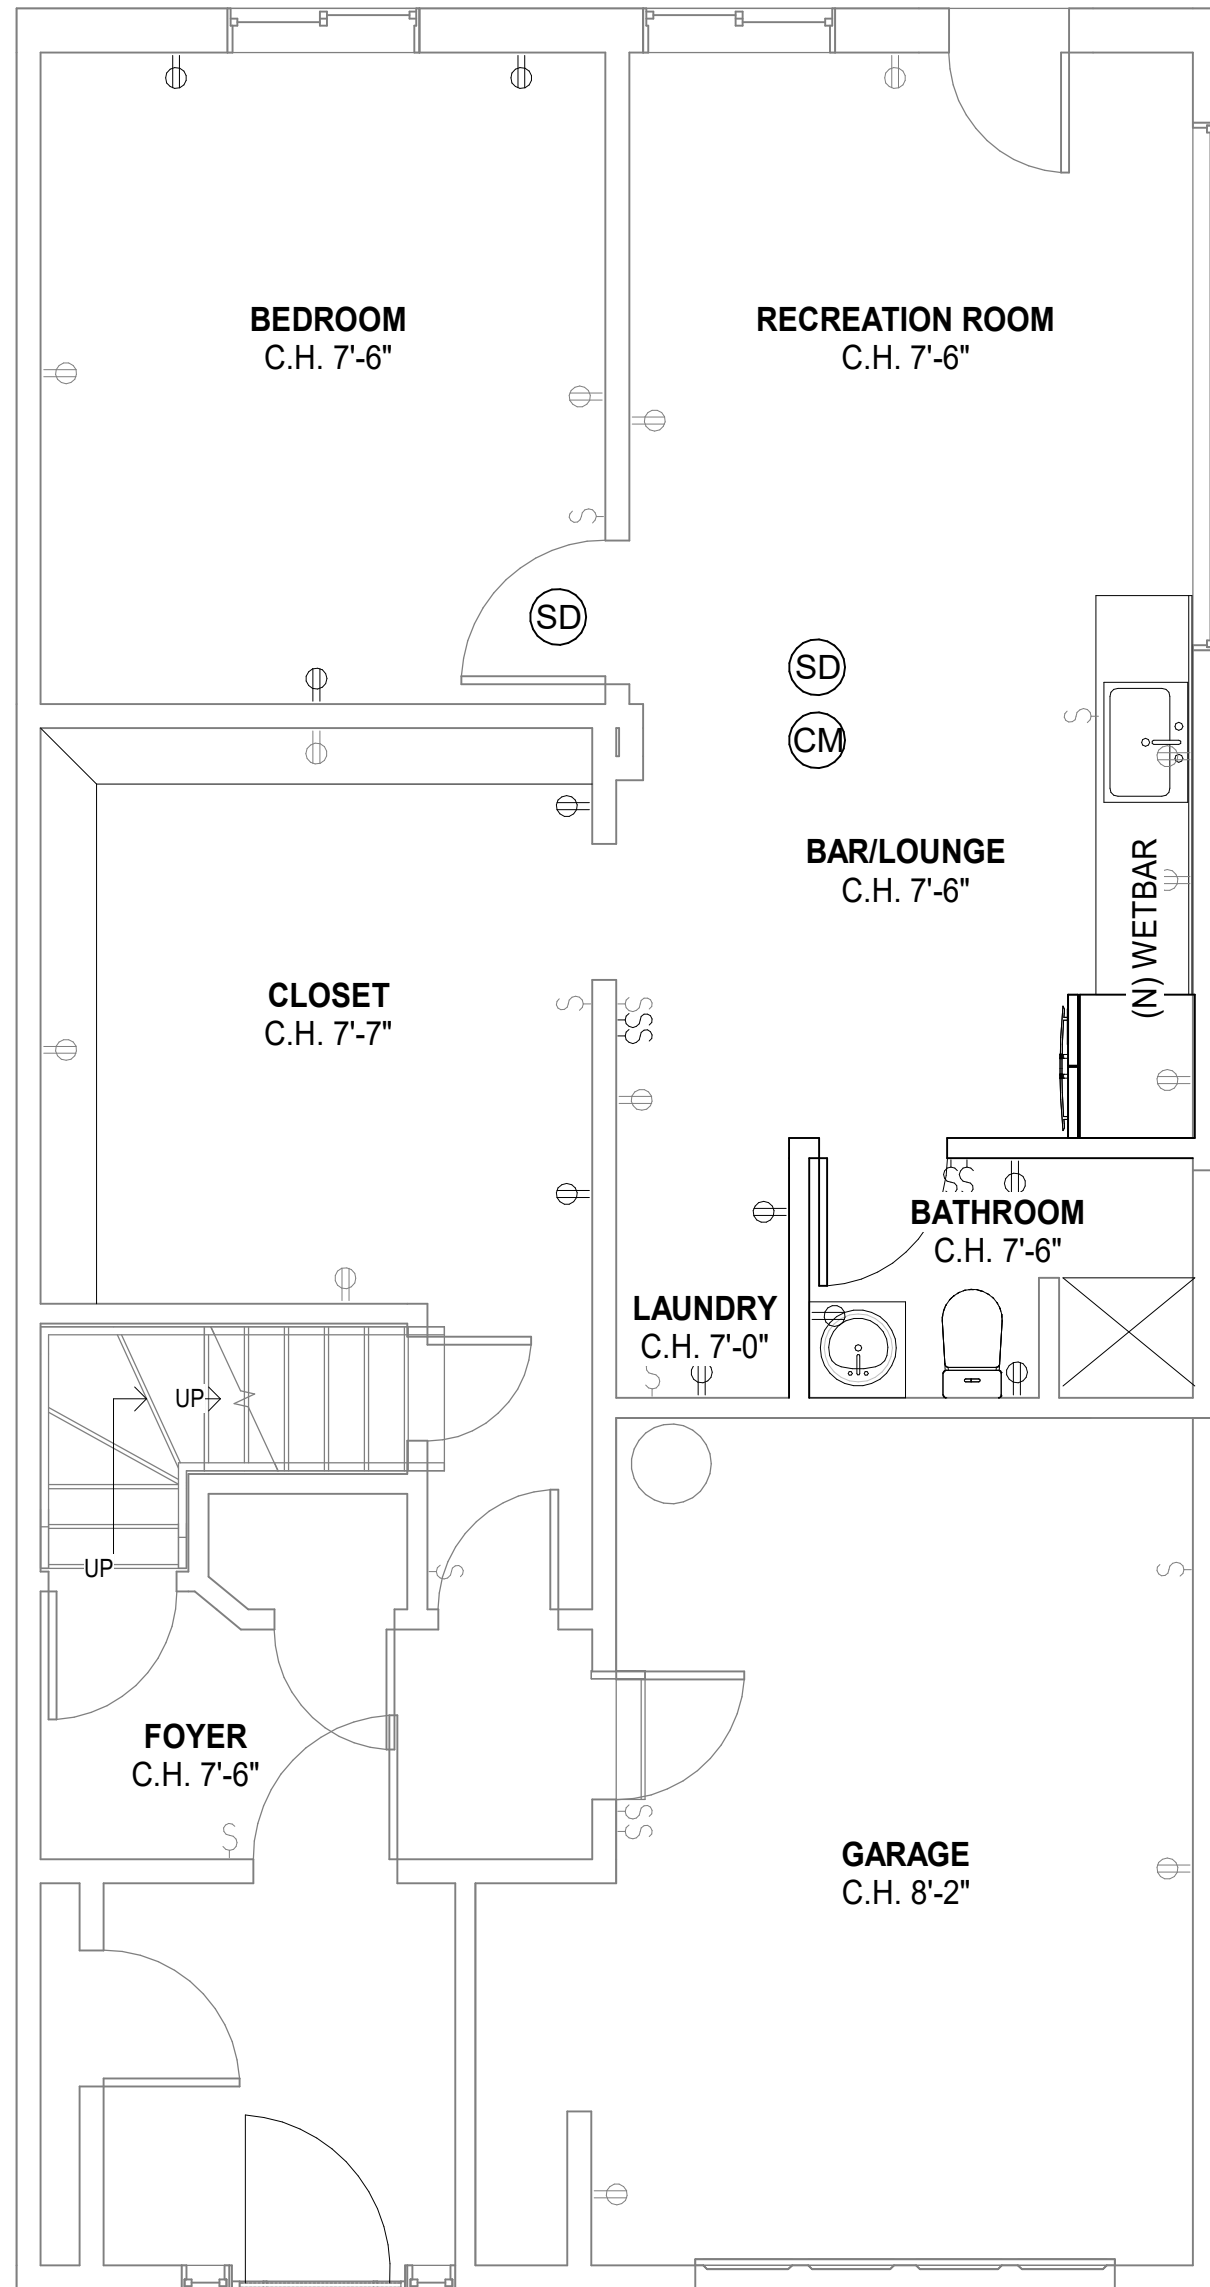 BEDROOM
C.H. 7'-6"
RECREATION ROOM
C.H. 7'-6"
S
SD
SD
CM
S
BAR/LOUNGE
C.H. 7'-6"
(N) WETBAR
CLOSET
C.H. 7'-7"
S
S
S
S
S
S
BATHROOM
C.H. 7'-6"
LAUNDRY
C.H. 7'-0"
S
UP
UP
S
S
FOYER
C.H. 7'-6"
S
S
S
GARAGE
C.H. 8'-2"